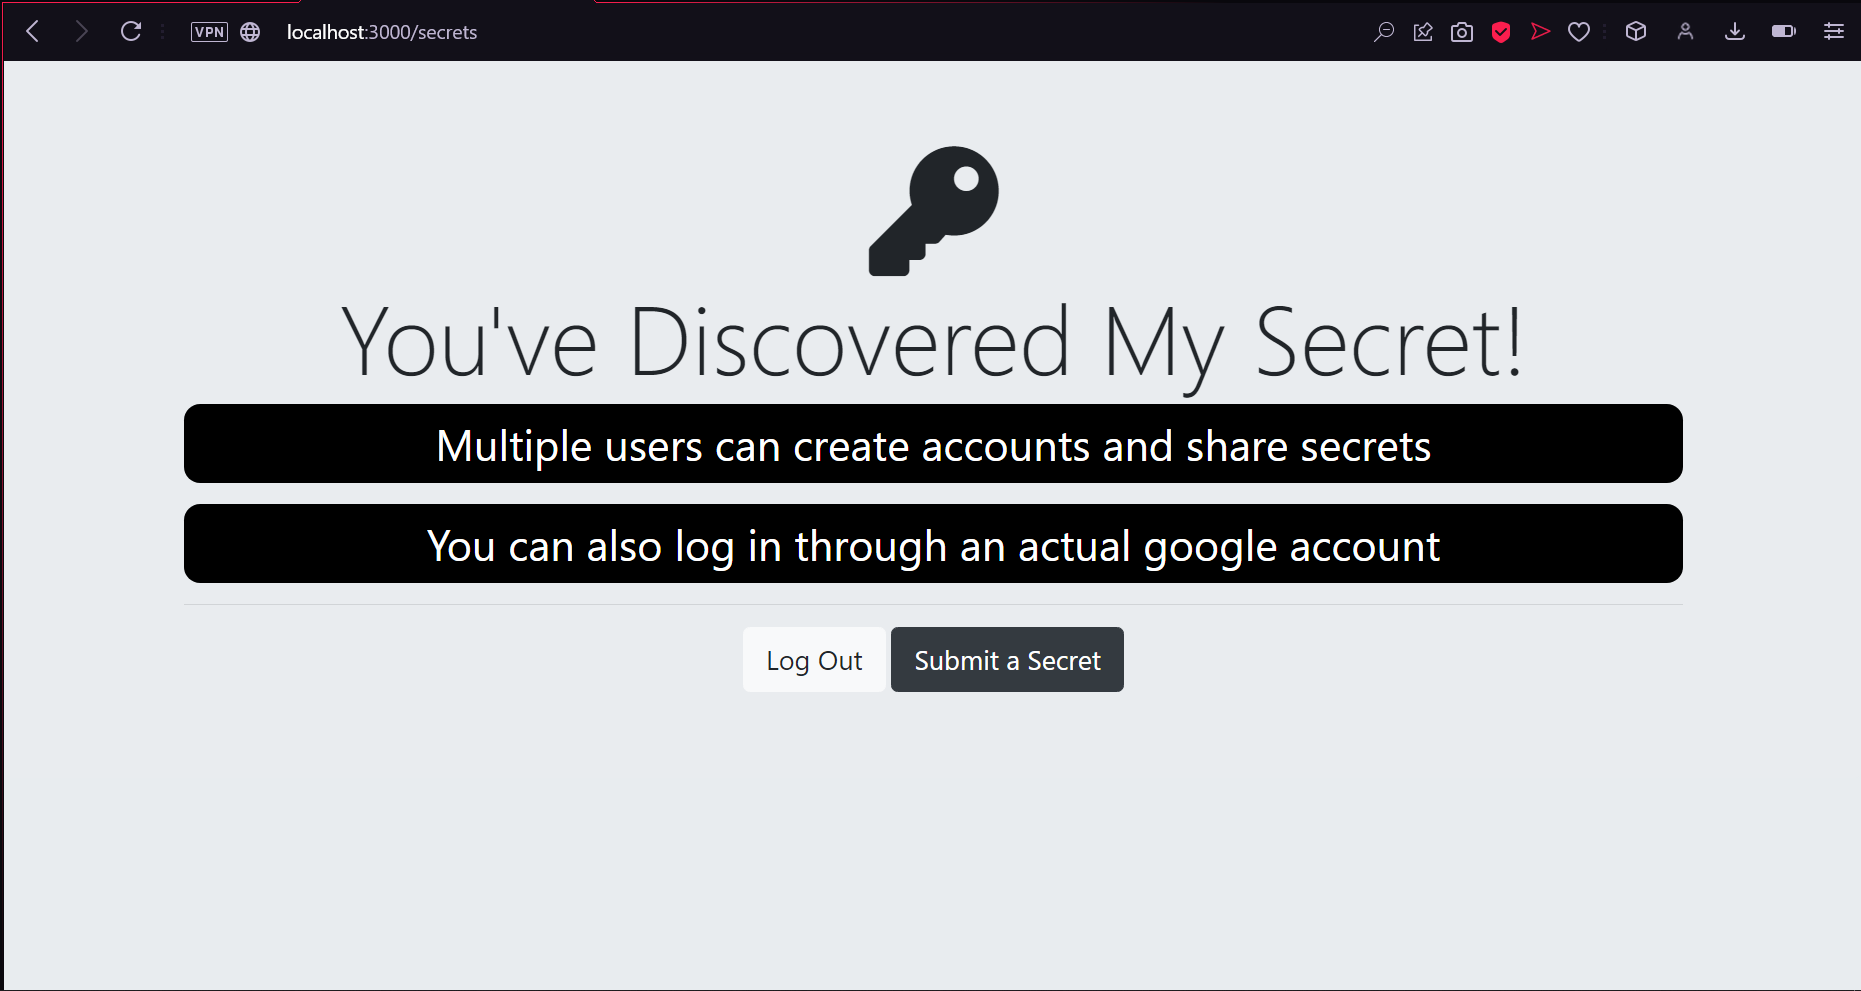 VPN
localhost:3000/secrets
You've Discovered My Secret!
Multiple users can create accounts and share secrets
You can also log in through an actual google account
Log Out
Submit a Secret